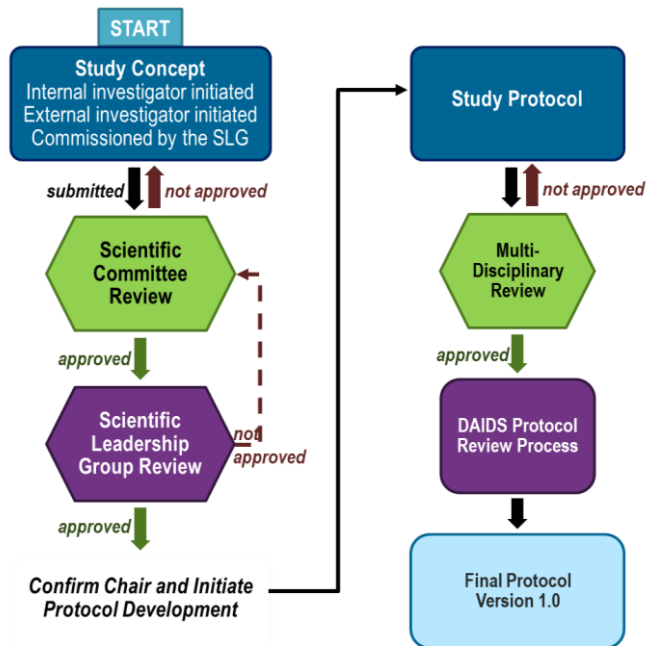 START
Study Concept
Internal investigator initiated
External investigator initiated
Commissioned by the SLG
submitted
not approved
Scientific
Committee
Review
approved
Scientific
Leadership
Group Review
not
approved
approved
Confirm Chair and Initiate
Protocol Development
Study Protocol
not approved
Multi-
Disciplinary
Review
approved
DAIDS Protocol
Review Process
Final Protocol
Version 1.0